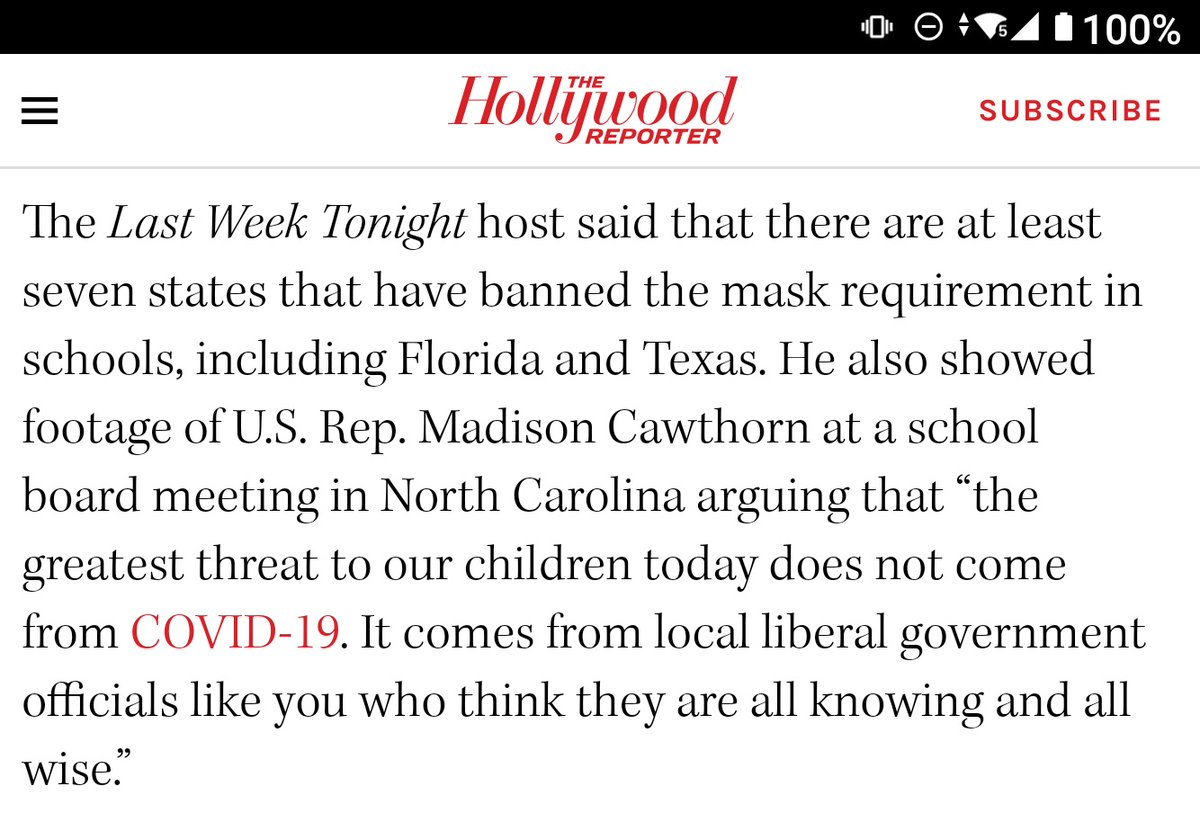 5 100%
THE
Hollywood
REPORTER
SUBSCRIBE
The Last Week Tonight host said that there are at least
seven states that have banned the mask requirement in
schools, including Florida and Texas. He also showed
footage of U.S. Rep. Madison Cawthorn at a school
board meeting in North Carolina arguing that “the
greatest threat to our children today does not come
from COVID-19. It comes from local liberal government
officials like you who think they are all knowing and all
wise.”